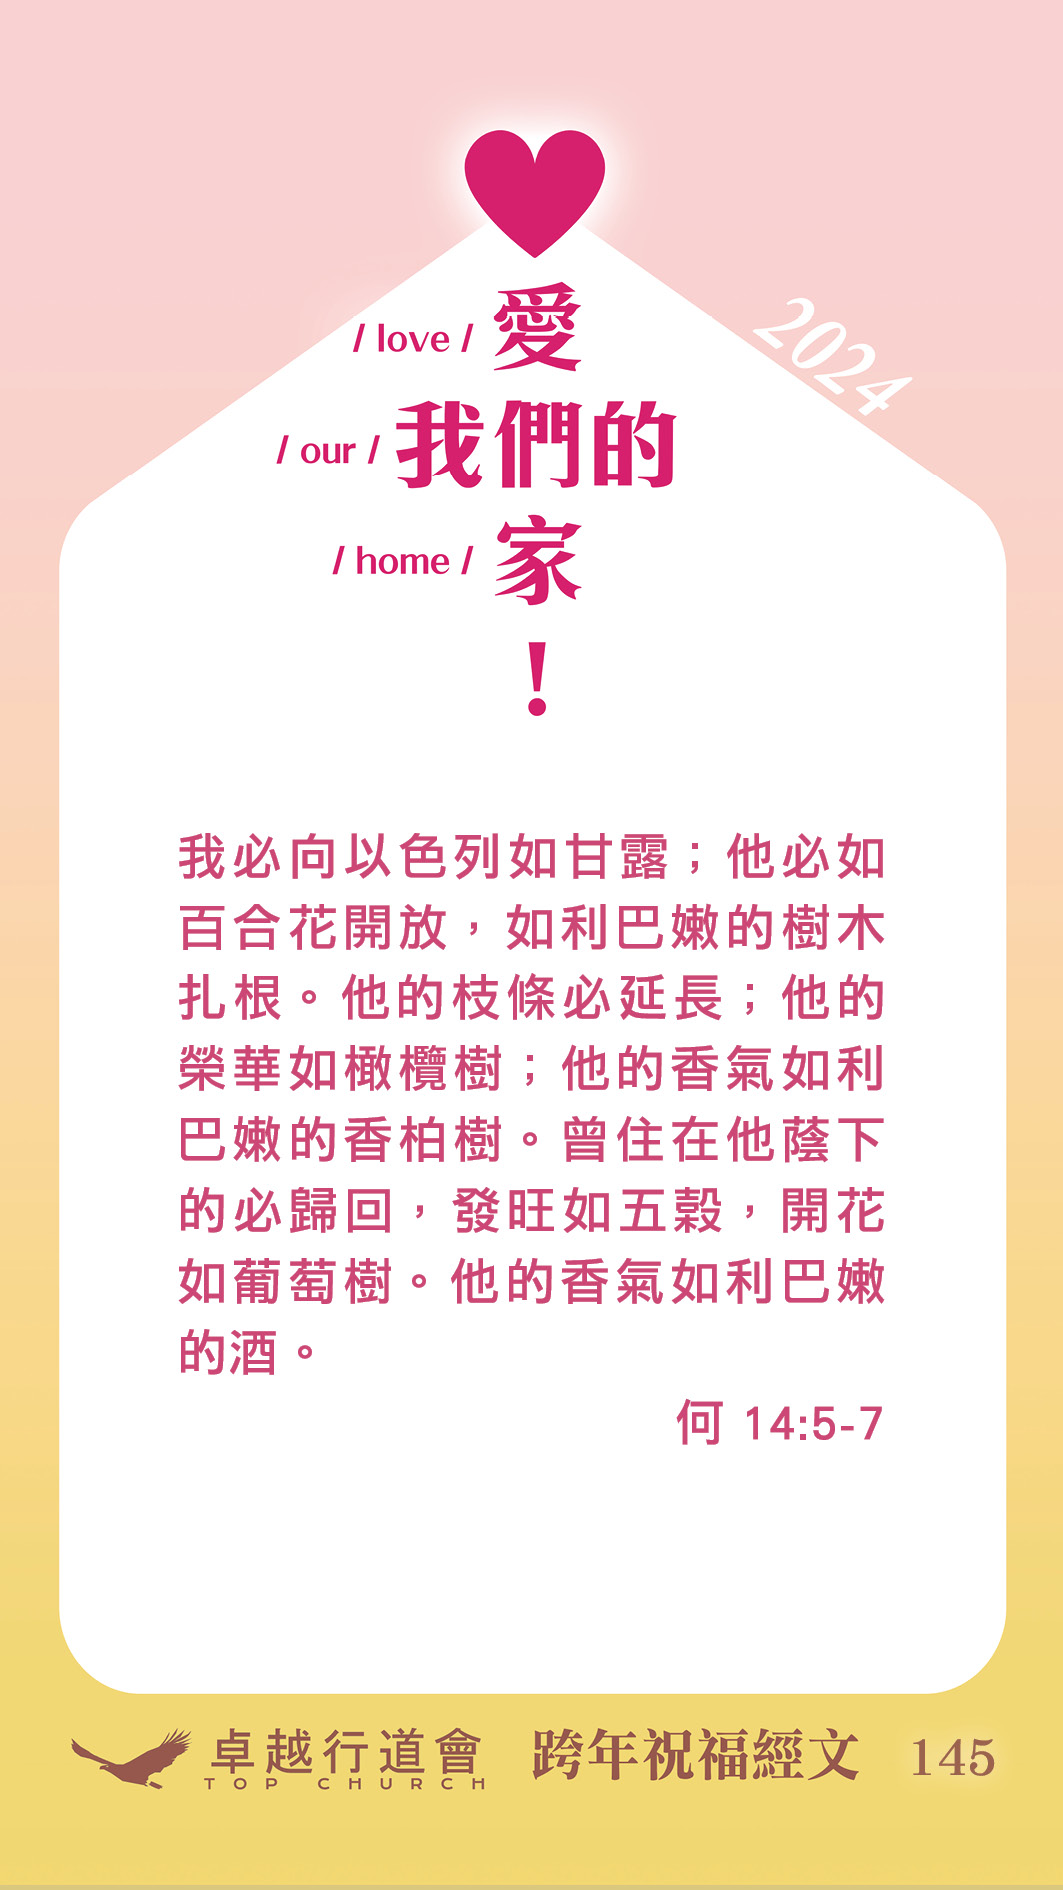 2024
/ love / 愛
/ our / 我們的
/ home / 家
!
我必向以色列如甘露；他必如
百合花開放，如利巴嫩的樹木
扎根。他的枝條必延長；他的
榮華如橄欖樹；他的香氣如利
巴嫩的香柏樹。曾住在他蔭下
的必歸回，發旺如五穀，開花
如葡萄樹。他的香氣如利巴嫩
的酒。
何 14:5-7
卓越行道會 跨年祝福經文 145
TOP CHURCH